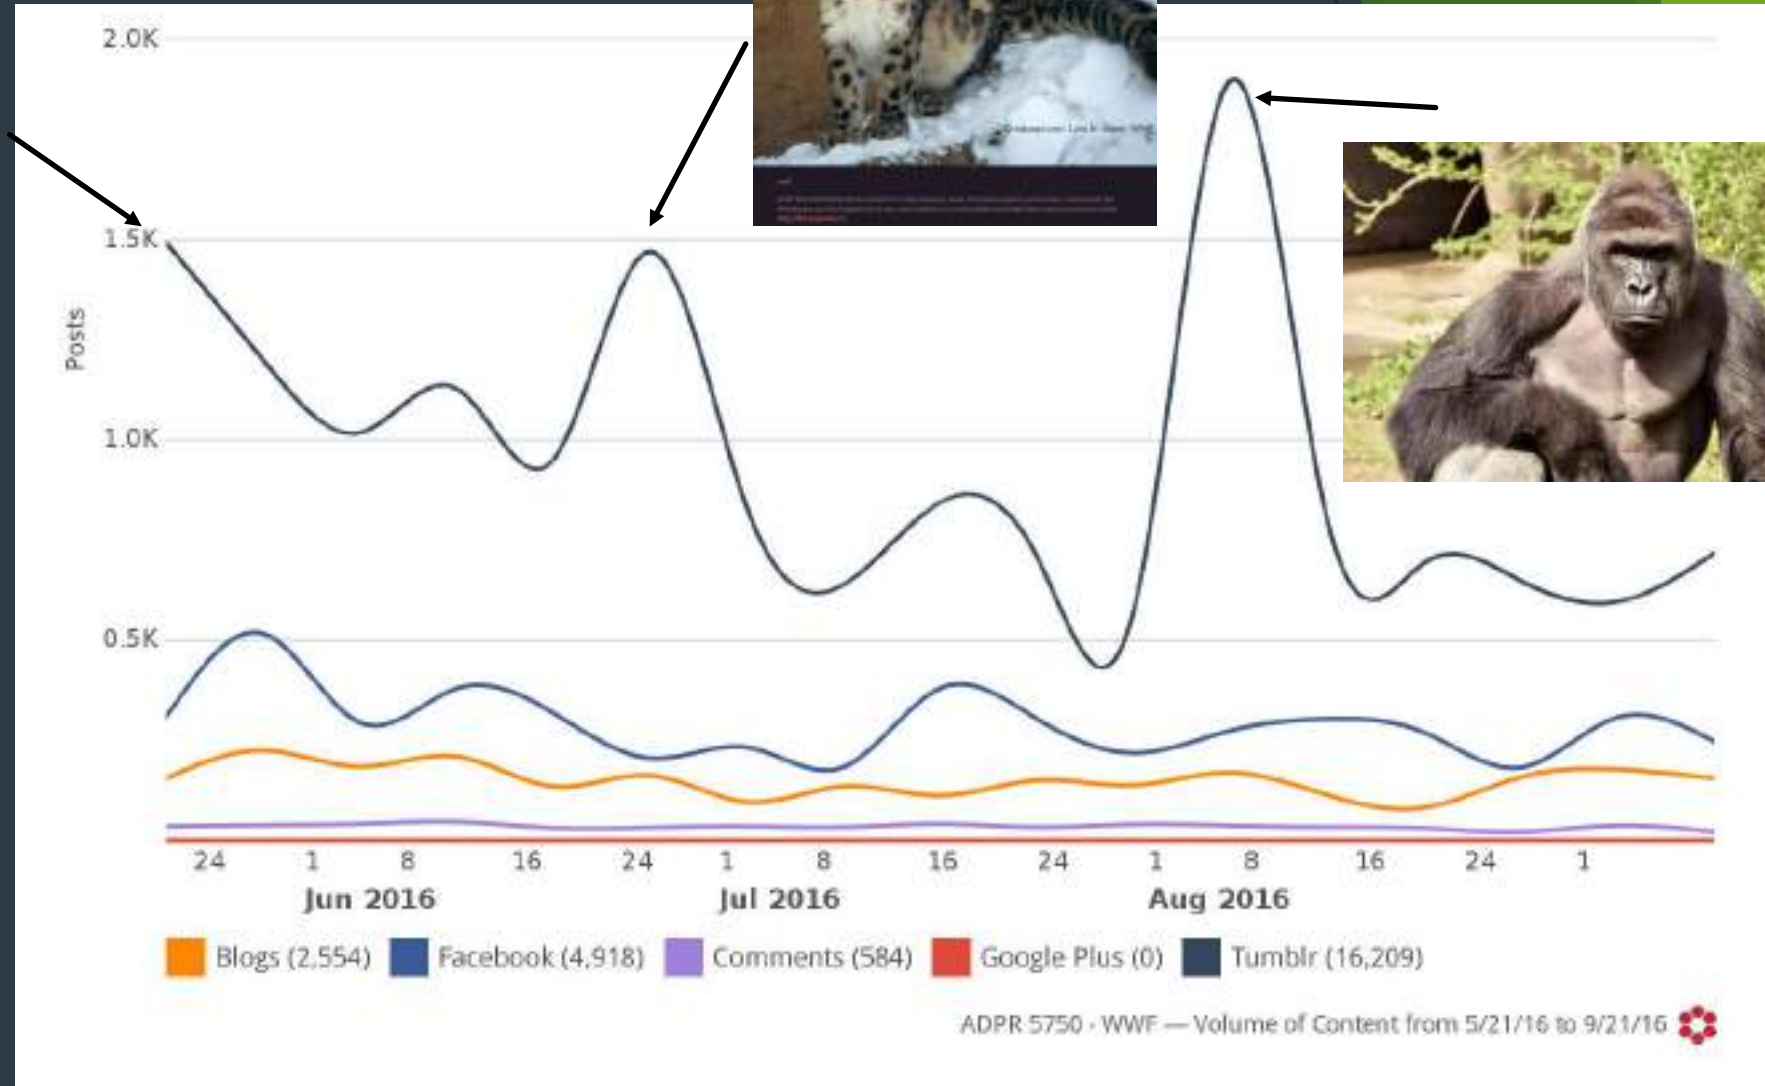 2.0K
1.5K
1.0K
0.5K
Posts
24 1 8 16 24 1 8 16 24 1 8 16 24 1
Jun 2016 Jul 2016 Aug 2016
Blogs (2,554) Facebook (4,918) Comments (584) Google Plus (0) Tumblr (16,209)
ADPR 5750 - WWF — Volume of Content from 5/21/16 to 9/21/16